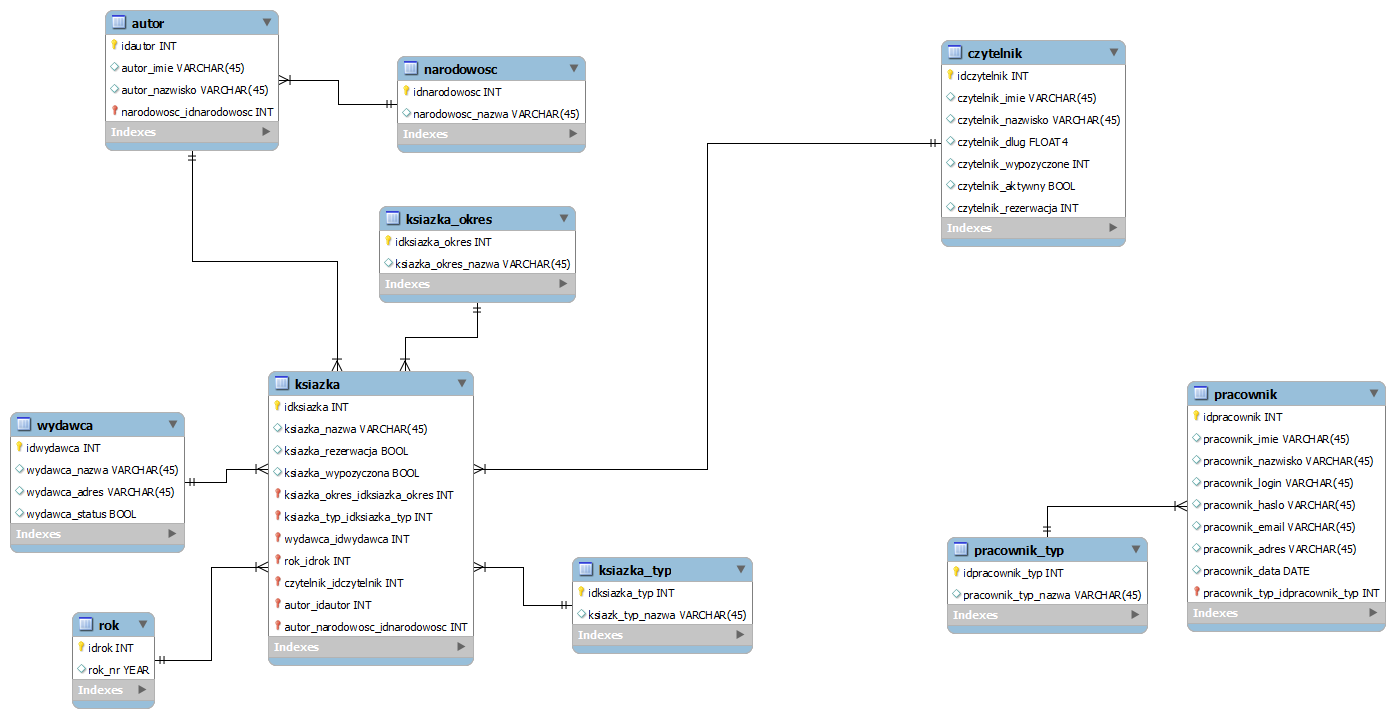 autor
idautor INT
autor_imie VARCHAR(45)
autor_nazwisko VARCHAR(45)
narodowosc_idnarodowosc INT
Indexes
narodowosc
idnarodowosc INT
narodowosc_nazwa VARCHAR(45)
Indexes
czytelnik
idczytelnik INT
czytelnik_imie VARCHAR(45)
czytelnik_nazwisko VARCHAR(45)
czytelnik_dlug FLOAT4
czytelnik_wypozyczone INT
czytelnik_aktywny BOOL
czytelnik_rezerwacja INT
Indexes
ksiazka_okres
idksiazka_okres INT
ksiazka_okres_nazwa VARCHAR(45)
Indexes
ksiazka
idksiazka INT
ksiazka_nazwa VARCHAR(45)
ksiazka_rezerwacja BOOL
ksiazka_wypozyczona BOOL
ksiazka_okres_idksiazka_okres INT
ksiazka_typ_idksiazka_typ INT
wydawca_idwydawca INT
rok_idrok INT
czytelnik_idczytelnik INT
autor_idautor INT
autor_narodowosc_idnarodowosc INT
Indexes
wydawca
idwydawca INT
wydawca_nazwa VARCHAR(45)
wydawca_adres VARCHAR(45)
wydawca_status BOOL
Indexes
rok
idrok INT
rok_nr YEAR
Indexes
ksiazka_typ
idksiazka_typ INT
ksiazk_typ_nazwa VARCHAR(45)
Indexes
pracownik_typ
idpracownik_typ INT
pracownik_typ_nazwa VARCHAR(45)
Indexes
pracownik
idpracownik INT
pracownik_imie VARCHAR(45)
pracownik_nazwisko VARCHAR(45)
pracownik_login VARCHAR(45)
pracownik_haslo VARCHAR(45)
pracownik_email VARCHAR(45)
pracownik_adres VARCHAR(45)
pracownik_data DATE
pracownik_typ_idpracownik_typ INT
Indexes